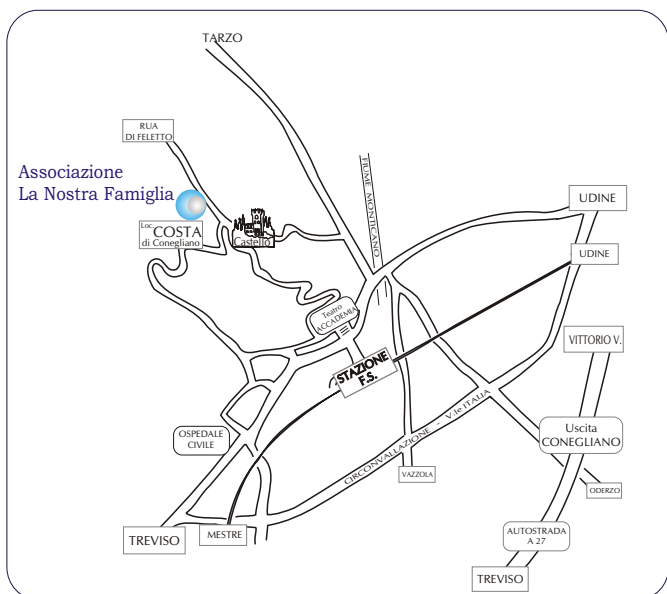 TARZO
RUA
DI FELETTO
Associazione
La Nostra Famiglia
Loc. COSTA
di Conegliano
Castello
FIUME MONTICANO
UDINE
UDINE
Teatro
ACCADEMIA
VITTORIO V.
STAZIONE
F.S.
CIRCONVALLAZIONE - V.le ITALIA
Uscita
CONEGLIANO
OSPEDALE
CIVILE
VAZZOLA
ODERZO
TREVISO
MESTRE
AUTOSTRADA
A 27
TREVISO